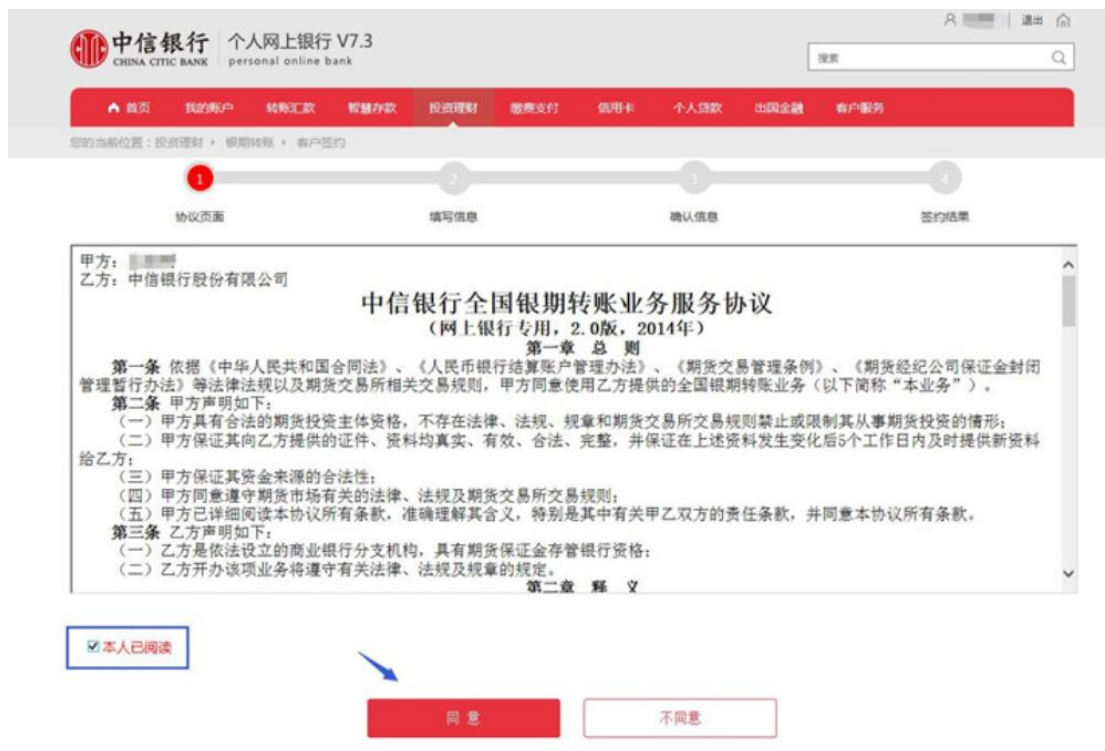 退出
中信银行 个人网上银行 V7.3
CHINA CITIC BANK personal online bank
搜索
首页 我的账户 转账汇款 智慧存款 投资理财 缴费支付 信用卡 个人贷款 出国金融 客户服务
您的当前位置：投资理财 › 银期转账 › 客户签约
1 2 3 4
协议页面 填写信息 确认信息 签约结果
甲方：
乙方：中信银行股份有限公司
中信银行全国银期转账业务服务协议
（网上银行专用，2.0版，2014年）
第一章 总 则
第一条 依据《中华人民共和国合同法》、《人民币银行结算账户管理办法》、《期货交易管理条例》、《期货经纪公司保证金封闭
管理暂行办法》等法律法规以及期货交易所相关交易规则，甲方同意使用乙方提供的全国银期转账业务（以下简称“本业务”）。
第二条 甲方声明如下：
（一）甲方具有合法的期货投资主体资格，不存在法律、法规、规章和期货交易所交易规则禁止或限制其从事期货投资的情形；
（二）甲方保证其向乙方提供的证件、资料均真实、有效、合法、完整，并保证在上述资料发生变化后5个工作日内及时提供新资料
给乙方；
（三）甲方保证其资金来源的合法性；
（四）甲方同意遵守期货市场有关的法律、法规及期货交易所交易规则；
（五）甲方已详细阅读本协议所有条款，准确理解其含义，特别是其中有关甲乙双方的责任条款，并同意本协议所有条款。
第三条 乙方声明如下：
（一）乙方是依法设立的商业银行分支机构，具有期货保证金存管银行资格；
（二）乙方开办该项业务将遵守有关法律、法规及规章的规定。
第二章 释 义
本人已阅读
同 意 不同意